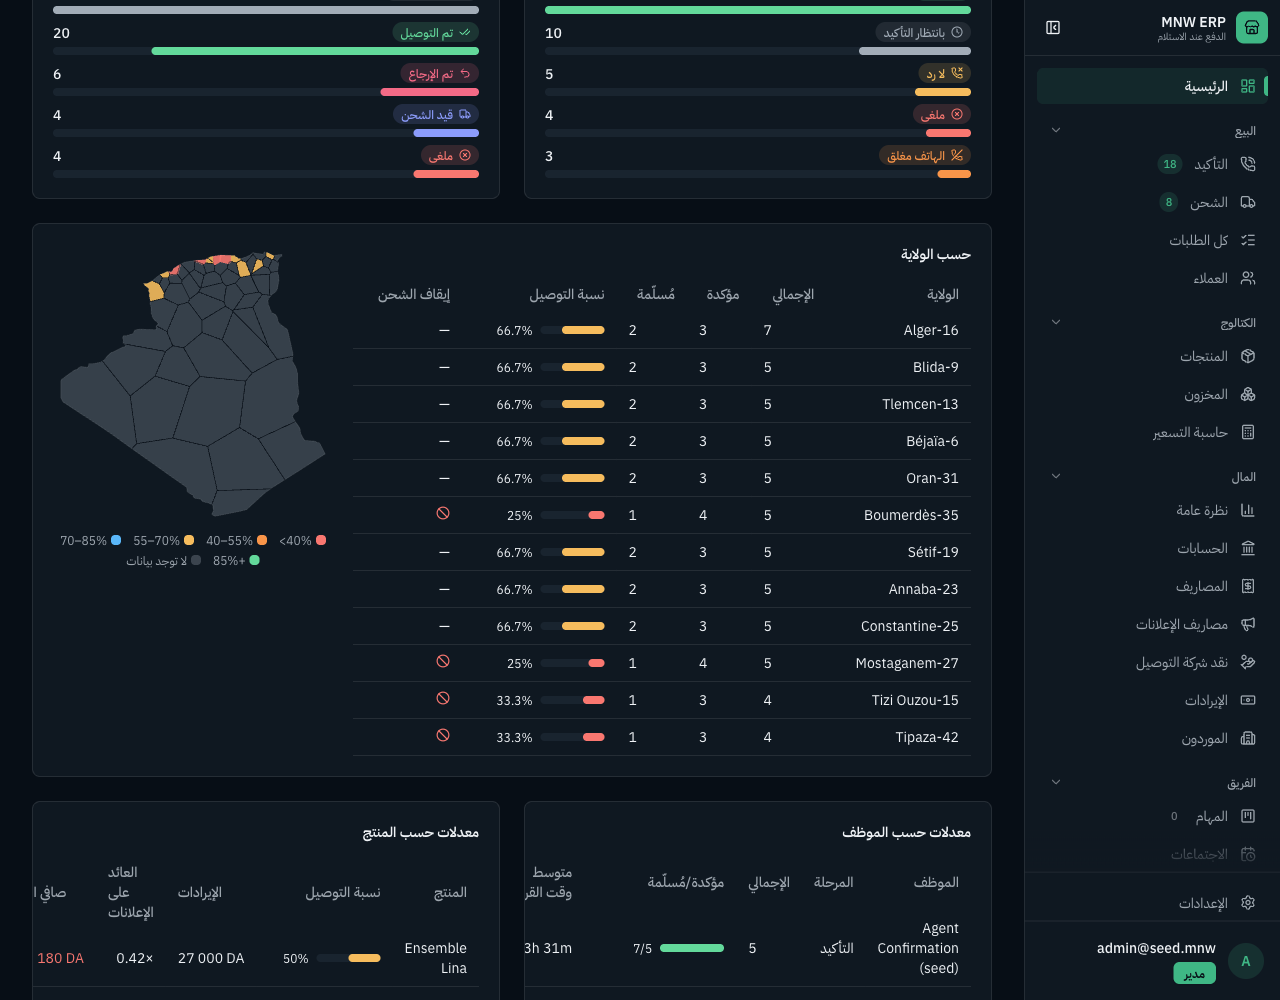 MNW ERP
الدفع عند الاستلام
الرئيسية
البيع
التأكيد 18
الشحن 8
كل الطلبات
العملاء
الكتالوج
المنتجات
المخزون
حاسبة التسعير
المال
نظرة عامة
الحسابات
المصاريف
مصاريف الإعلانات
نقد شركة التوصيل
الإيرادات
الموردون
الفريق
المهام 0
الاجتماعات
الإعدادات
admin@seed.mnw
مدير
A
بانتظار التأكيد 10
لا رد 5
ملغى 4
الهاتف مغلق 3
تم التوصيل 20
تم الإرجاع 6
قيد الشحن 4
ملغى 4
حسب الولاية
الولاية الإجمالي مؤكدة مُسلّمة نسبة التوصيل إيقاف الشحن
Alger-16 7 3 2 66.7% —
Blida-9 5 3 2 66.7% —
Tlemcen-13 5 3 2 66.7% —
Béjaïa-6 5 3 2 66.7% —
Oran-31 5 3 2 66.7% —
Boumerdès-35 5 4 1 25%
Sétif-19 5 3 2 66.7% —
Annaba-23 5 3 2 66.7% —
Constantine-25 5 3 2 66.7% —
Mostaganem-27 5 4 1 25%
Tizi Ouzou-15 4 3 1 33.3%
Tipaza-42 4 3 1 33.3%
<40% 40–55% 55–70% 70–85%
85%+ لا توجد بيانات
معدلات حسب الموظف
الموظف المرحلة الإجمالي مؤكدة/مُسلّمة متوسط
وقت القر
Agent
Confirmation
(seed)
التأكيد 5 7/5 3h 31m
معدلات حسب المنتج
المنتج نسبة التوصيل الإيرادات العائد
على
الإعلانات
صافي ا
Ensemble
Lina
50% 27 000 DA 0.42× 180 DA